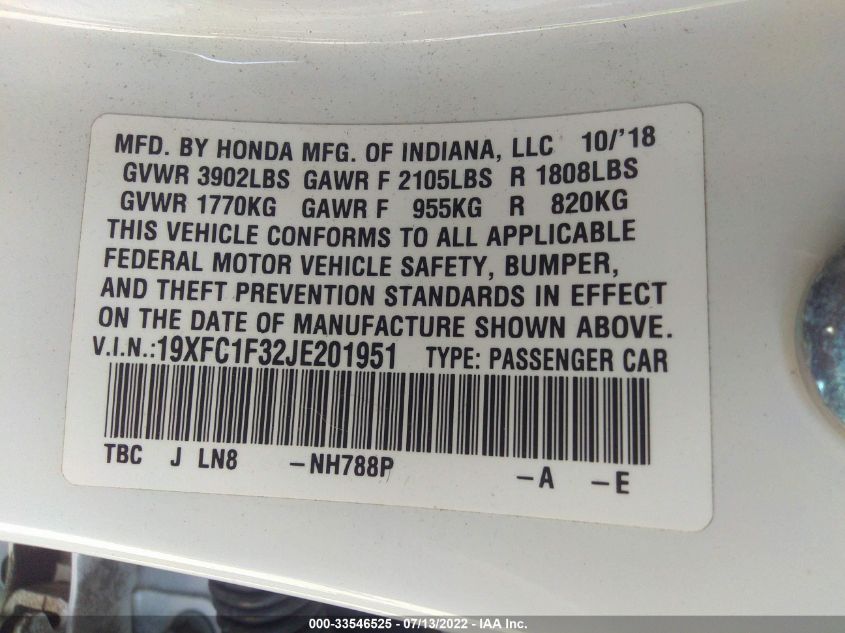 MFD. BY HONDA MFG. OF INDIANA, LLC 10/'18
GVWR 3902LBS GAWR F 2105LBS R 1808LBS
GVWR 1770KG GAWR F 955KG R 820KG
THIS VEHICLE CONFORMS TO ALL APPLICABLE
FEDERAL MOTOR VEHICLE SAFETY, BUMPER,
AND THEFT PREVENTION STANDARDS IN EFFECT
ON THE DATE OF MANUFACTURE SHOWN ABOVE.
V.I.N.:19XFC1F32JE201951 TYPE: PASSENGER CAR
TBC J LN8 -NH788P -A -E
000-33546525 - 07/13/2022 - IAA Inc.